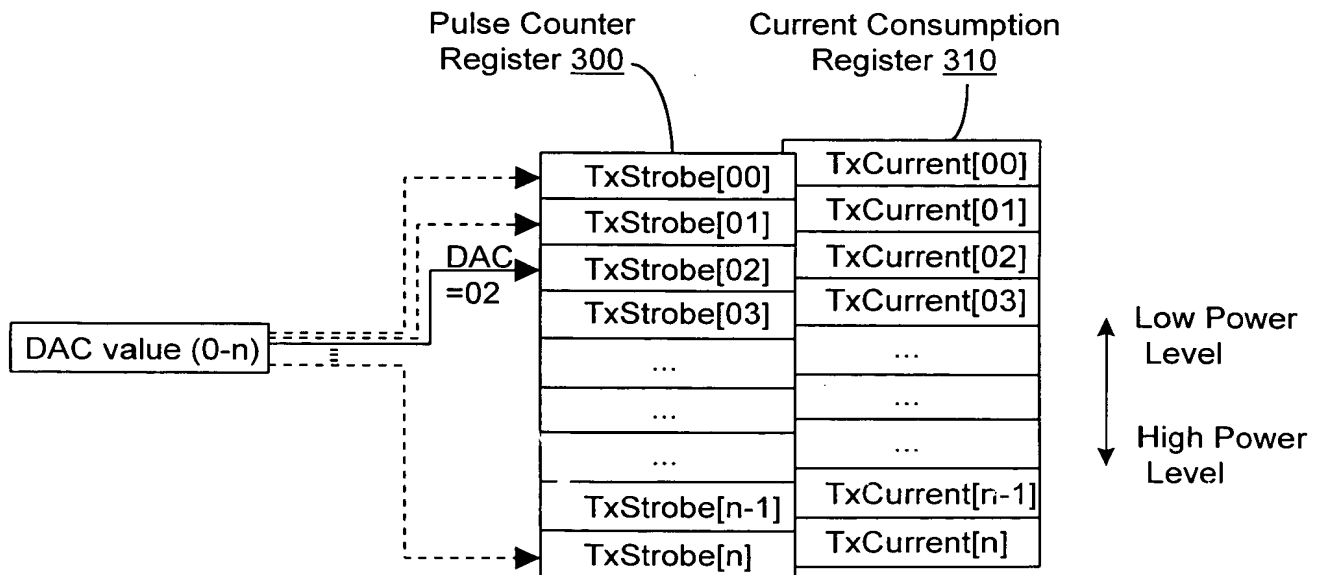 Pulse Counter
Register 300
Current Consumption
Register 310
TxStrobe[00]
TxStrobe[01]
TxStrobe[02]
TxStrobe[03]
...
...
...
TxStrobe[n-1]
TxStrobe[n]
TxCurrent[00]
TxCurrent[01]
TxCurrent[02]
TxCurrent[03]
...
...
...
TxCurrent[n-1]
TxCurrent[n]
DAC
=02
DAC value (0-n)
Low Power
Level
High Power
Level